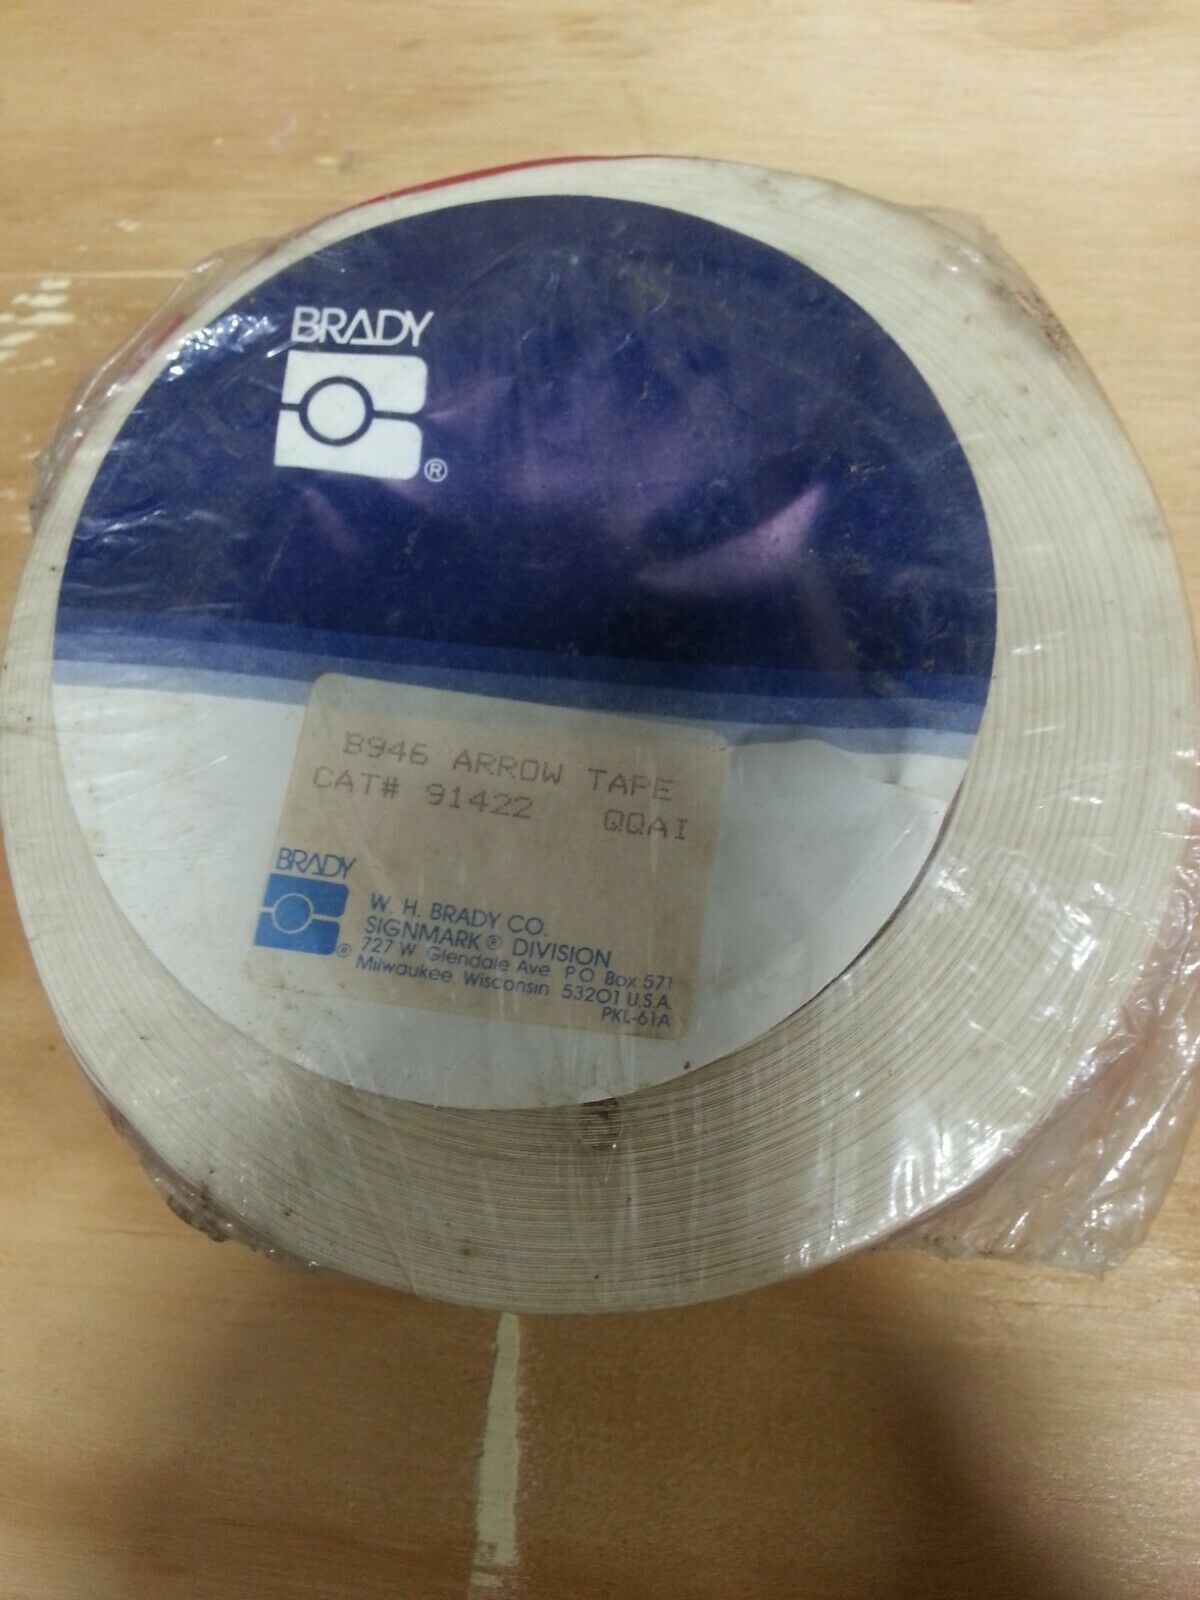 BRADY
®
B946 ARROW TAPE
CAT# 91422 QQAI
BRADY
®
W. H. BRADY CO.
SIGNMARK® DIVISION
727 W. Glendale Ave P O Box 571
Milwaukee, Wisconsin 53201 U.S.A.
PKL-61A